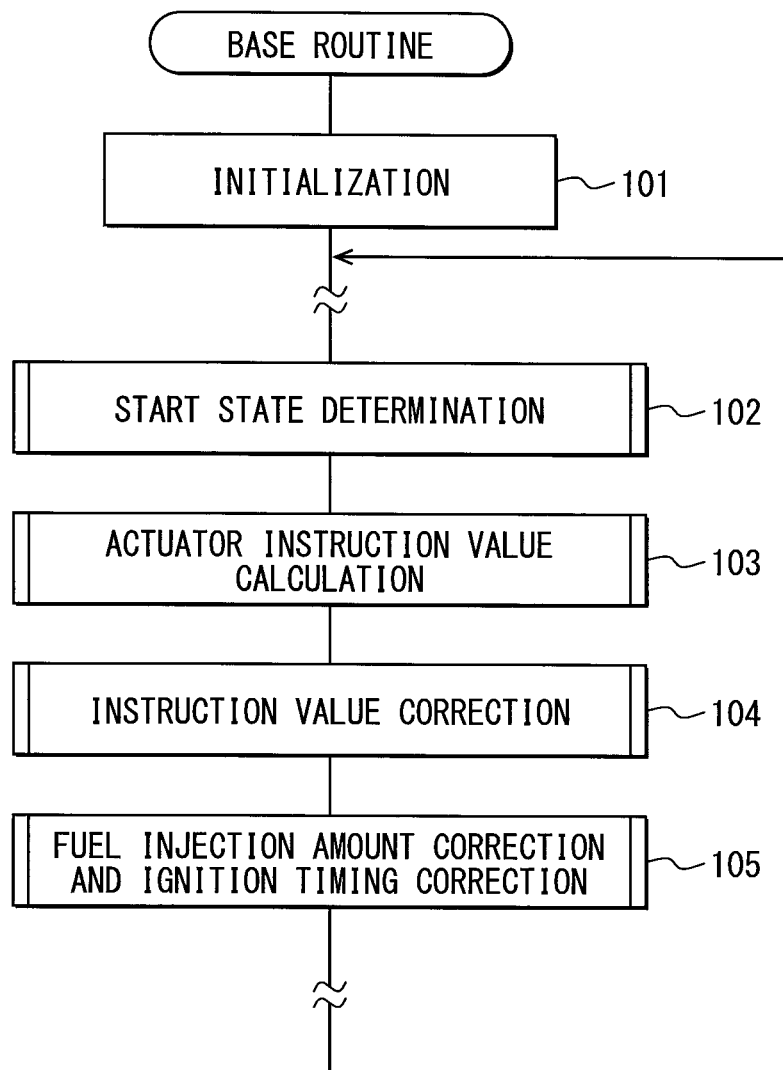 BASE ROUTINE
INITIALIZATION
101
START STATE DETERMINATION
102
ACTUATOR INSTRUCTION VALUE
CALCULATION
103
INSTRUCTION VALUE CORRECTION
104
FUEL INJECTION AMOUNT CORRECTION
AND IGNITION TIMING CORRECTION
105